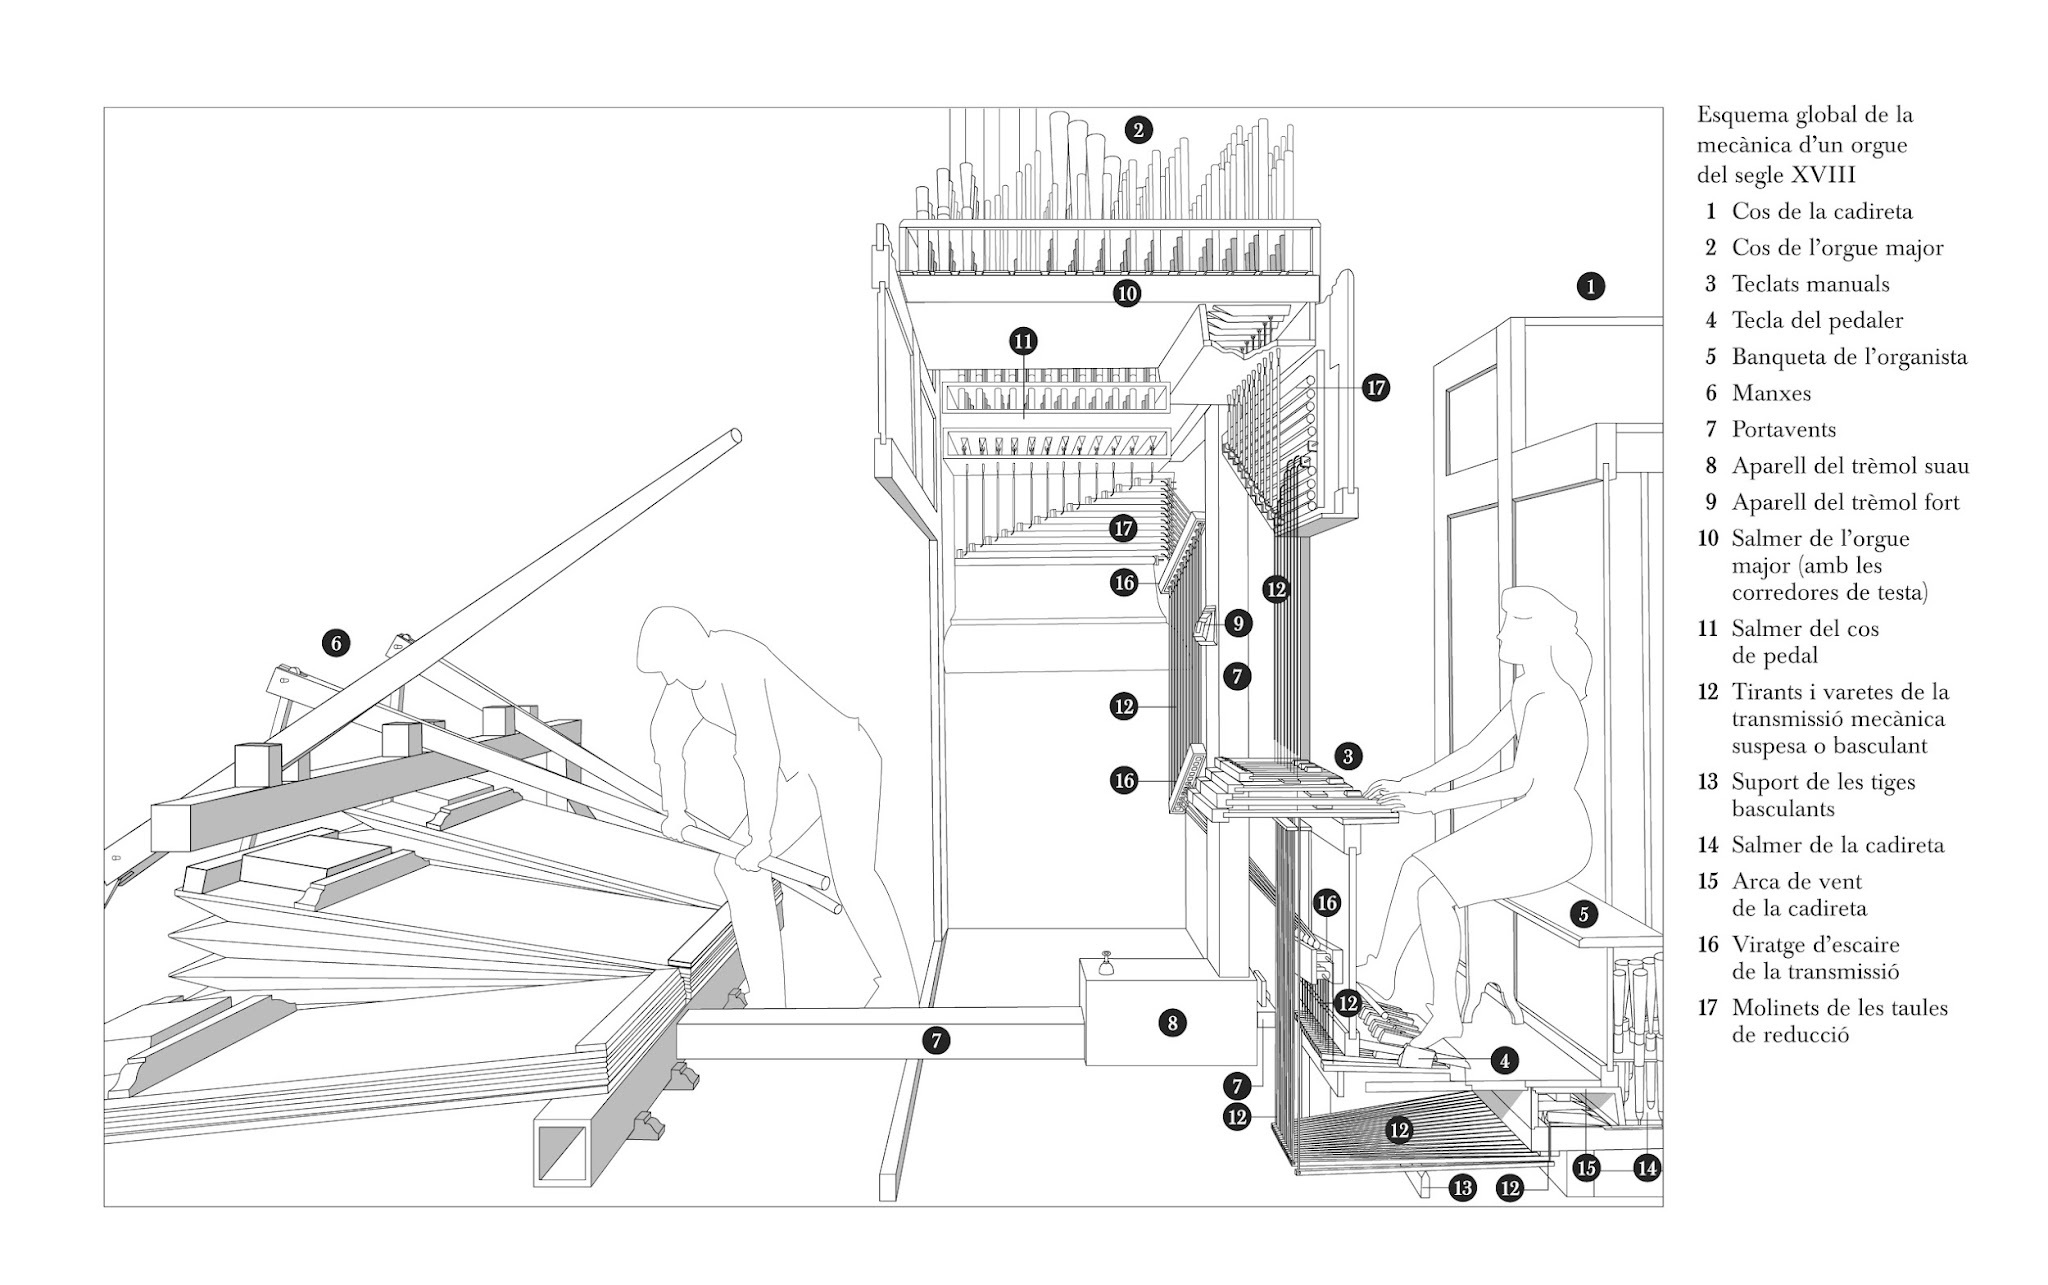 Esquema global de la
mecànica d’un orgue
del segle XVIII
1 Cos de la cadireta
2 Cos de l’orgue major
3 Teclats manuals
4 Tecla del pedaler
5 Banqueta de l’organista
6 Manxes
7 Portavents
8 Aparell del trèmol suau
9 Aparell del trèmol fort
10 Salmer de l’orgue
major (amb les
corredores de testa)
11 Salmer del cos
de pedal
12 Tirants i varetes de la
transmissió mecànica
suspesa o basculant
13 Suport de les tiges
basculants
14 Salmer de la cadireta
15 Arca de vent
de la cadireta
16 Viratge d’escaire
de la transmissió
17 Molinets de les taules
de reducció
2
1
10
11
17
17
16
12
9
6
7
12
3
16
16
5
12
8
7
4
7
12
12
15
14
13
12